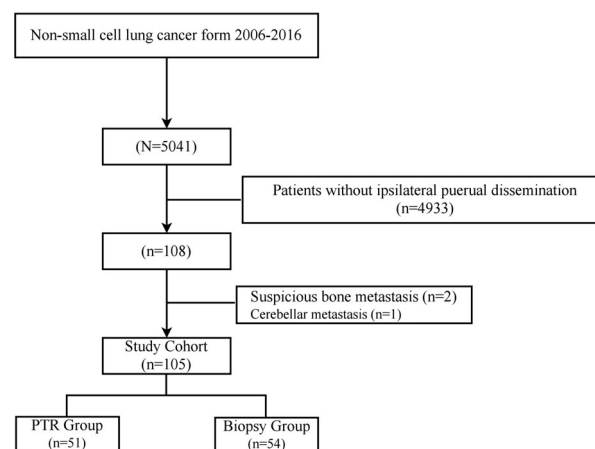 Non-small cell lung cancer form 2006-2016
(N=5041)
Patients without ipsilateral puerual dissemination
(n=4933)
(n=108)
Suspicious bone metastasis (n=2)
Cerebellar metastasis (n=1)
Study Cohort
(n=105)
PTR Group
(n=51)
Biopsy Group
(n=54)